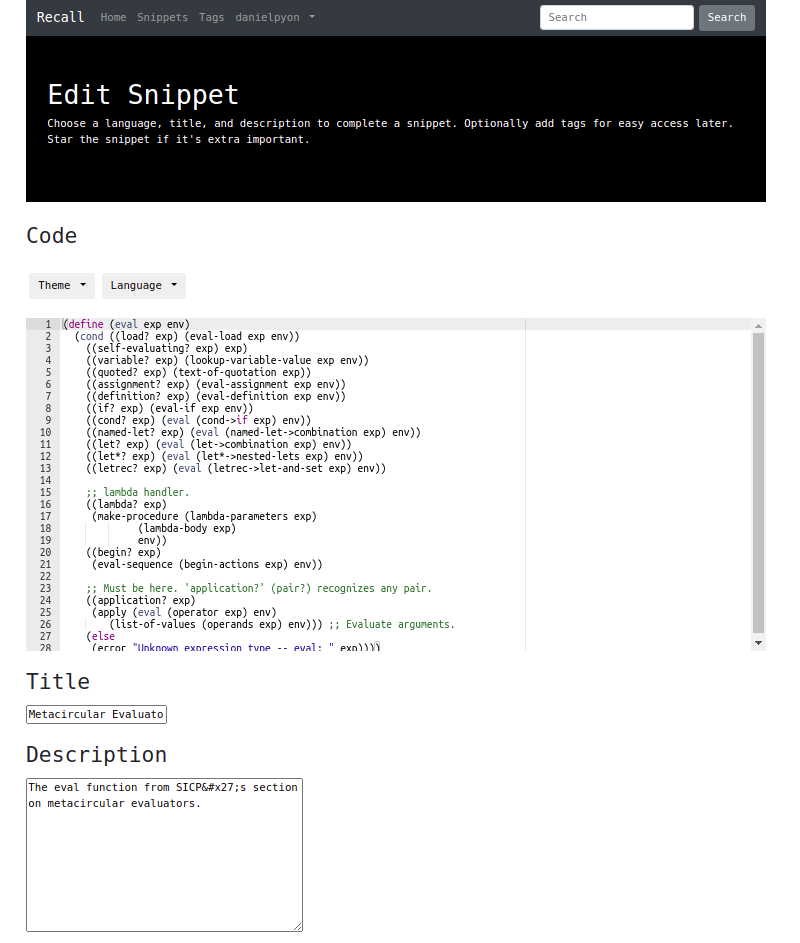 Recall Home Snippets Tags danielpyon Search Search
Edit Snippet
Choose a language, title, and description to complete a snippet. Optionally add tags for easy access later.
Star the snippet if it's extra important.
Code
Theme Language
1 (define (eval exp env)
2 (cond ((load? exp) (eval-load exp env))
3 ((self-evaluating? exp) exp)
4 ((variable? exp) (lookup-variable-value exp env))
5 ((quoted? exp) (text-of-quotation exp))
6 ((assignment? exp) (eval-assignment exp env))
7 ((definition? exp) (eval-definition exp env))
8 ((if? exp) (eval-if exp env))
9 ((cond? exp) (eval (cond->if exp) env))
10 ((named-let? exp) (eval (named-let->combination exp) env))
11 ((let? exp) (eval (let->combination exp) env))
12 ((let*? exp) (eval (let*->nested-lets exp) env))
13 ((letrec? exp) (eval (letrec->let-and-set exp) env))
14
15 ;; lambda handler.
16 ((lambda? exp)
17 (make-procedure (lambda-parameters exp)
18 (lambda-body exp)
19 env))
20 ((begin? exp)
21 (eval-sequence (begin-actions exp) env))
22
23 ;; Must be here. 'application?' (pair?) recognizes any pair.
24 ((application? exp)
25 (apply (eval (operator exp) env)
26 (list-of-values (operands exp) env))) ;; Evaluate arguments.
27 (else
28 (error "Unknown expression type -- eval: " exp))))
Title
Metacircular Evaluato
Description
The eval function from SICP&#x27;s section
on metacircular evaluators.